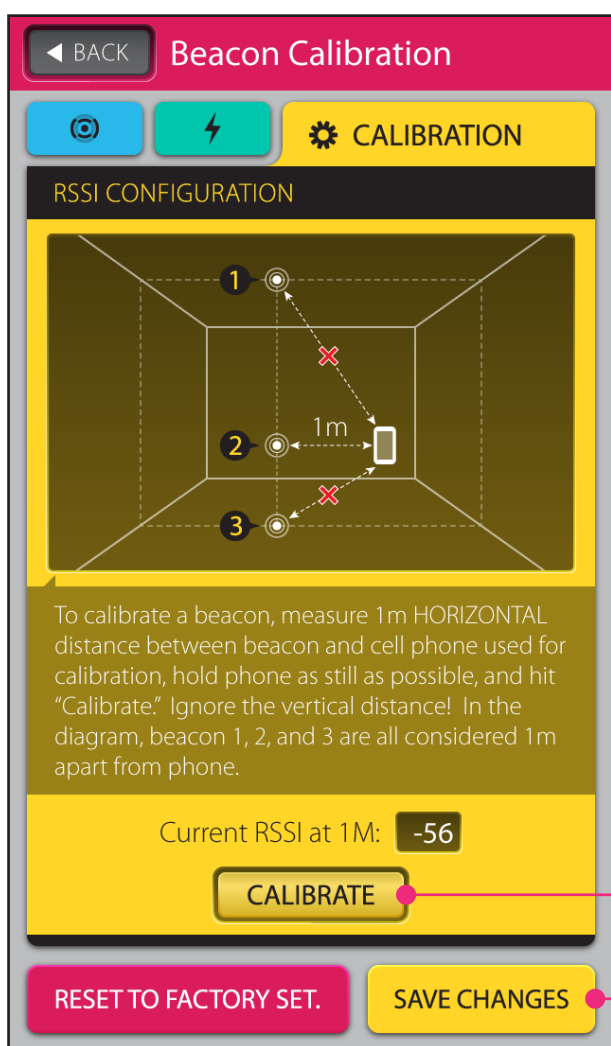 BACK
Beacon Calibration
CALIBRATION
RSSI CONFIGURATION
1
1m
2
3
To calibrate a beacon, measure 1m HORIZONTAL
distance between beacon and cell phone used for
calibration, hold phone as still as possible, and hit
“Calibrate.” Ignore the vertical distance! In the
diagram, beacon 1, 2, and 3 are all considered 1m
apart from phone.
Current RSSI at 1M: -56
CALIBRATE
RESET TO FACTORY SET.
SAVE CHANGES